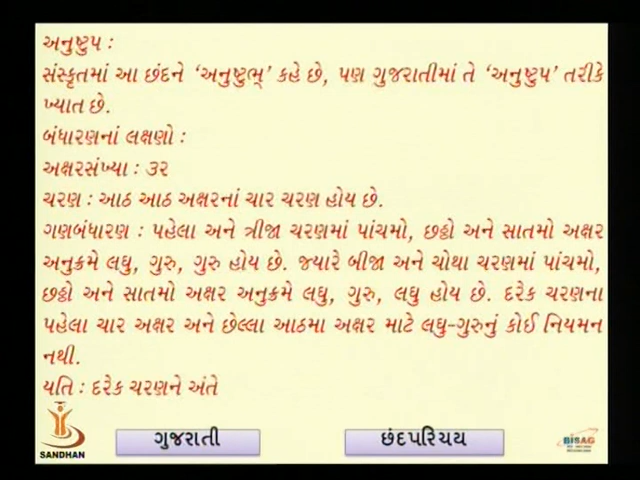 અનુષ્ટુપ :
સંસ્કૃતમાં આ છંદને ‘અનુષ્ટુભ્’ કહે છે, પણ ગુજરાતીમાં તે ‘અનુષ્ટુપ’ તરીકે
ખ્યાત છે.
બંધારણનાં લક્ષણો :
અક્ષરસંખ્યા : ૩૨
ચરણ : આઠ આઠ અક્ષરનાં ચાર ચરણ હોય છે.
ગણબંધારણ : પહેલા અને ત્રીજા ચરણમાં પાંચમો, છઠ્ઠો અને સાતમો અક્ષર
અનુક્રમે લઘુ, ગુરુ, ગુરુ હોય છે. જ્યારે બીજા અને ચોથા ચરણમાં પાંચમો,
છઠ્ઠો અને સાતમો અક્ષર અનુક્રમે લઘુ, ગુરુ, લઘુ હોય છે. દરેક ચરણના
પહેલા ચાર અક્ષર અને છેલ્લા આઠમા અક્ષર માટે લઘુ-ગુરુનું કોઈ નિયમન
નથી.
યતિ : દરેક ચરણને અંતે
SANDHAN
ગુજરાતી
છંદપરિચય
BISAG